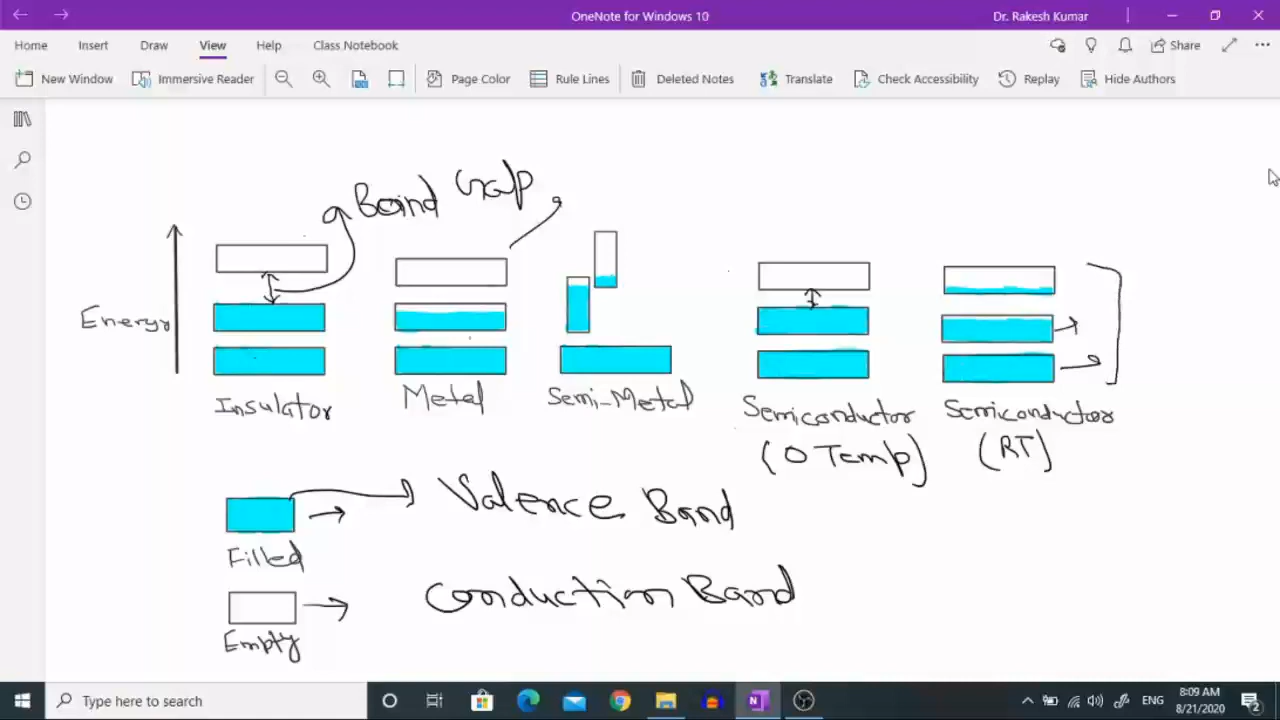 OneNote for Windows 10
Dr. Rakesh Kumar
Home Insert Draw View Help Class Notebook Share
New Window Immersive Reader Page Color Rule Lines Deleted Notes Translate Check Accessibility Replay Hide Authors
Band Gap
Energy
Insulator
Metal
Semi-Metal
Semiconductor
(0 Temp)
Semiconductor
(RT)
Valence Band
Filled
Conduction Band
Empty
Type here to search
ENG
8:09 AM
8/21/2020
2